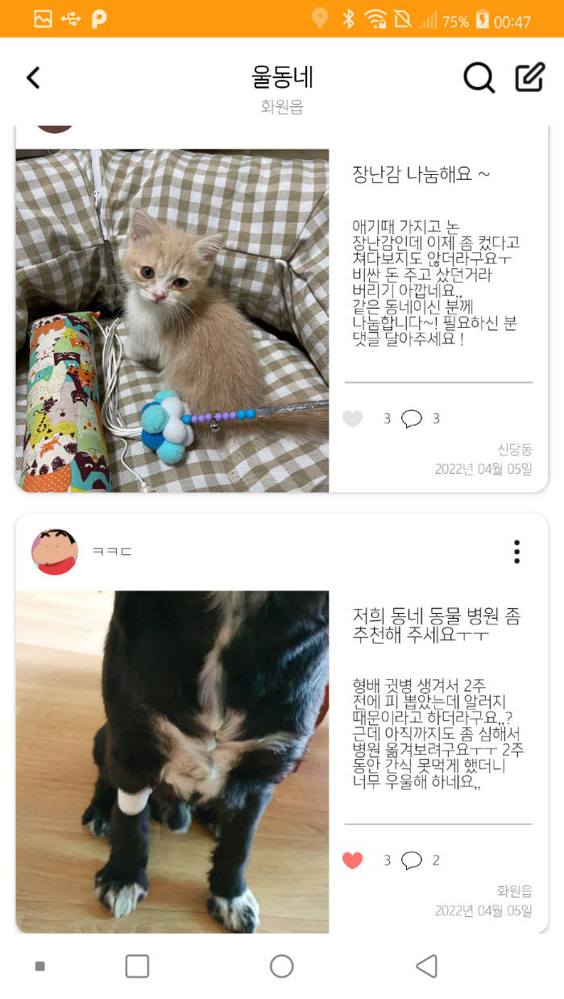 75% 00:47
울동네
화원읍
장난감 나눔해요 ~
애기때 가지고 논
장난감인데 이제 좀 컸다고
쳐다보지도 않더라구요ㅜ
비싼 돈 주고 샀던거라
버리기 아깝네요,,
같은 동네이신 분께
나눔합니다~! 필요하신 분
댓글 달아주세요 !
3 3
신당동
2022년 04월 05일
ㅋㅋㄷ
저희 동네 동물 병원 좀
추천해 주세요ㅜㅜ
형배 귓병 생겨서 2주
전에 피 뽑았는데 알러지
때문이라고 하더라구요,,?
근데 아직까지도 좀 심해서
병원 옮겨보려구요ㅜㅜ 2주
동안 간식 못먹게 했더니
너무 우울해 하네요,,
3 2
화원읍
2022년 04월 05일